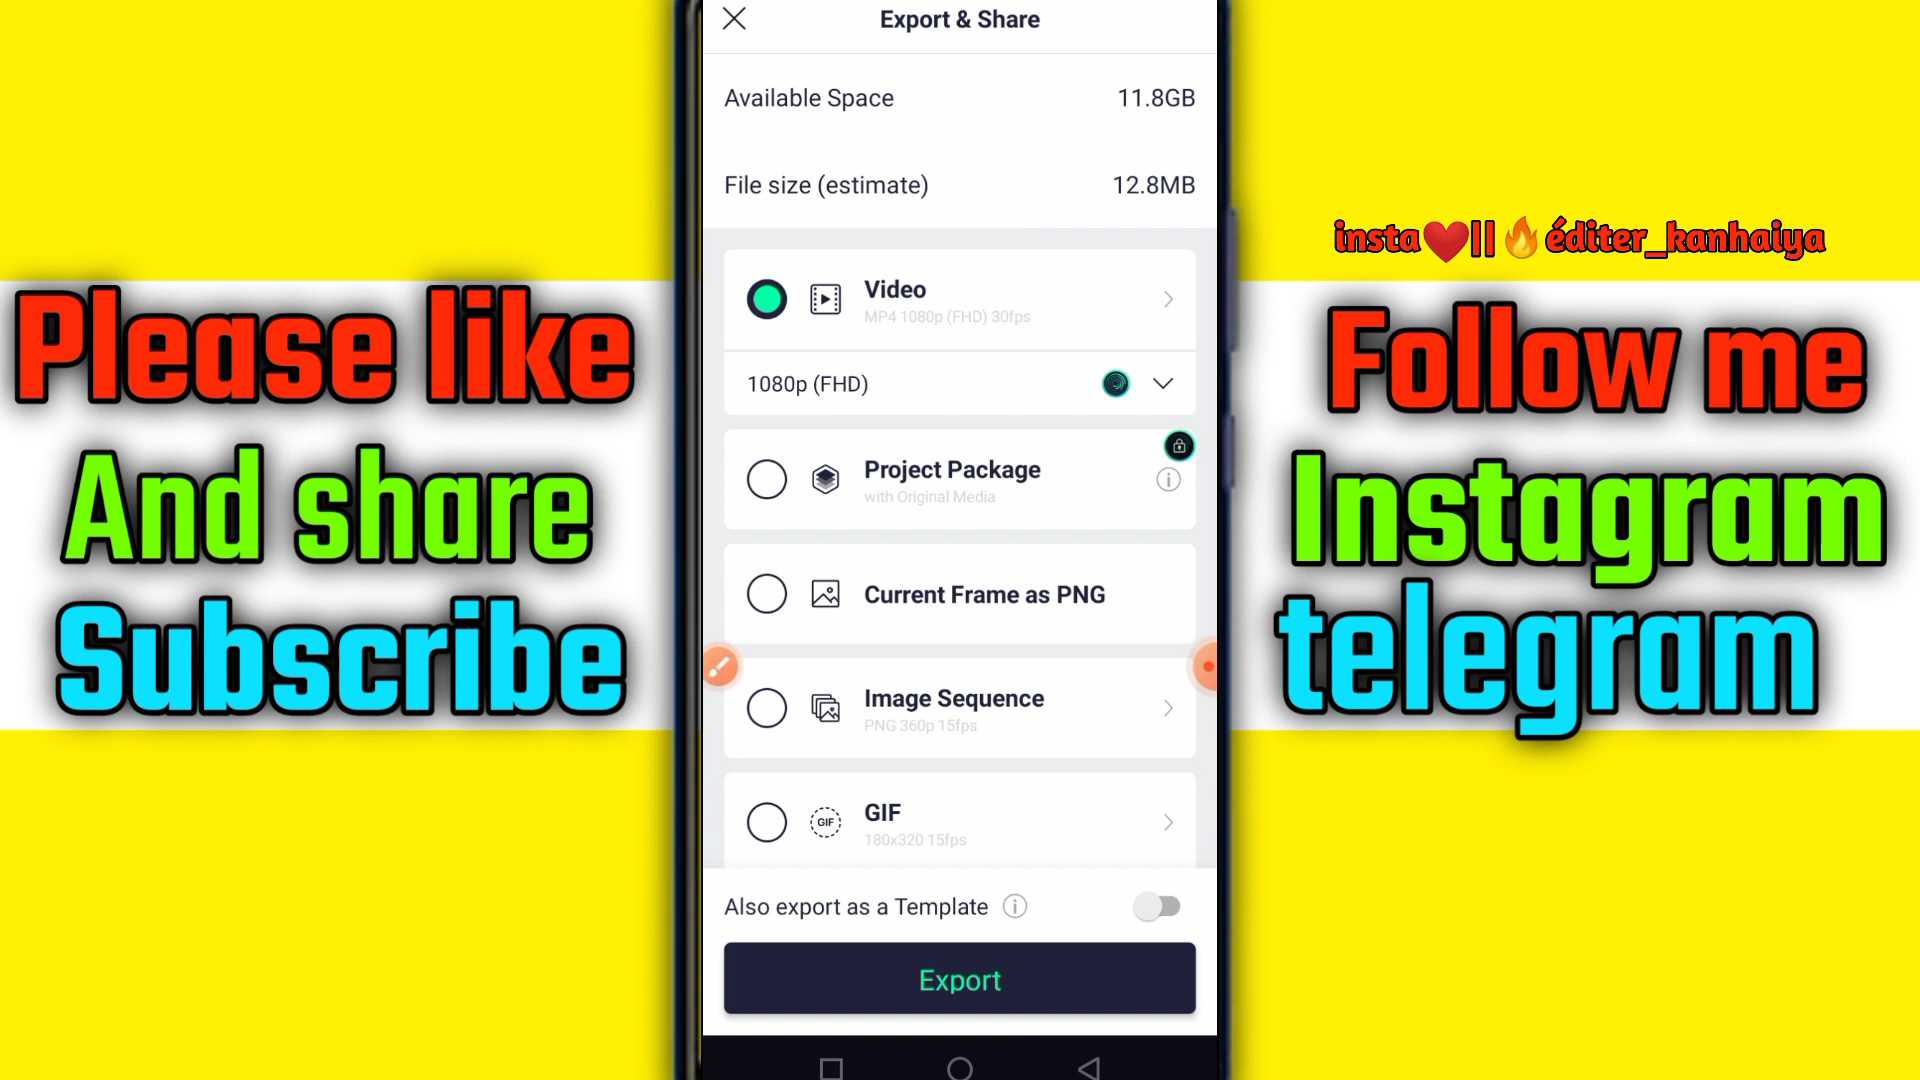 Export & Share
Available Space 11.8GB
File size (estimate) 12.8MB
Video
MP4 1080p (FHD) 30fps
1080p (FHD)
Project Package
with Original Media
Current Frame as PNG
Image Sequence
PNG 360p 15fps
GIF
GIF
180x320 15fps
Also export as a Template
Export
Please like
And share
Subscribe
insta❤️||🔥éditer_kanhaiya
Follow me
Instagram
telegram